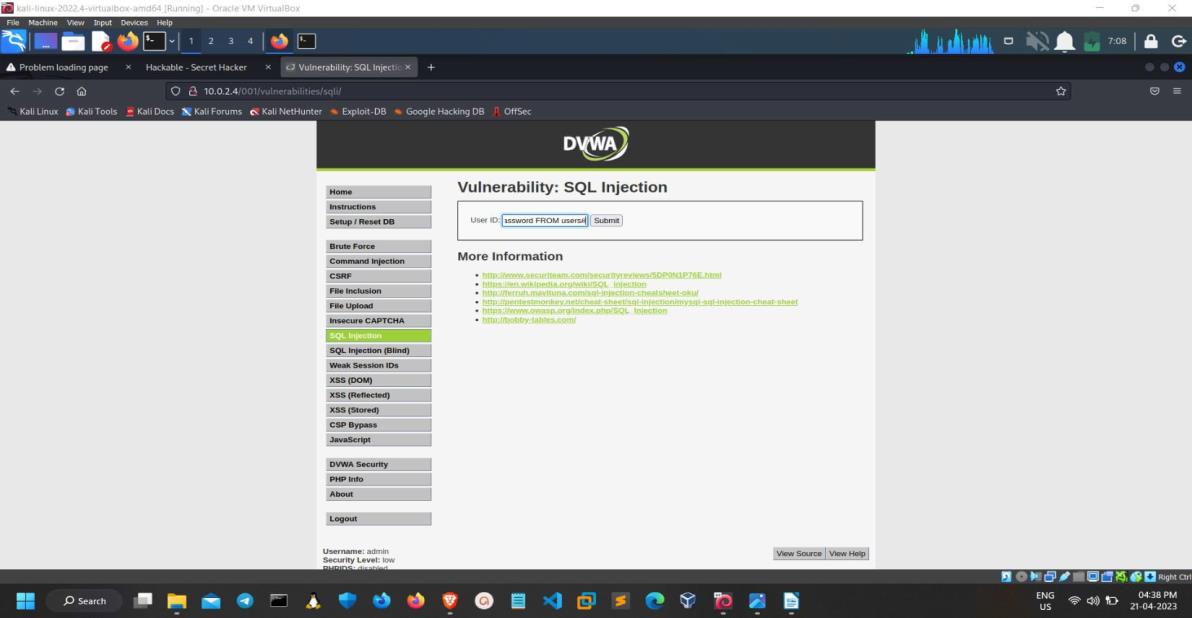 kali-linux-2022.4-virtualbox-amd64 [Running] - Oracle VM VirtualBox
File Machine View Input Devices Help
1 2 3 4 7:08
Problem loading page × Hackable - Secret Hacker × Vulnerability: SQL Injectio × +
10.0.2.4/001/vulnerabilities/sqli/
Kali Linux Kali Tools Kali Docs Kali Forums Kali NetHunter Exploit-DB Google Hacking DB OffSec
DVWA
Home
Instructions
Setup / Reset DB
Brute Force
Command Injection
CSRF
File Inclusion
File Upload
Insecure CAPTCHA
SQL Injection
SQL Injection (Blind)
Weak Session IDs
XSS (DOM)
XSS (Reflected)
XSS (Stored)
CSP Bypass
JavaScript
DVWA Security
PHP Info
About
Logout
Vulnerability: SQL Injection
User ID: assword FROM users# Submit
More Information
• http://www.securiteam.com/securityreviews/5DP0N1P76E.html
• https://en.wikipedia.org/wiki/SQL_injection
• http://ferruh.mavituna.com/sql-injection-cheatsheet-oku/
• http://pentestmonkey.net/cheat-sheet/sql-injection/mysql-sql-injection-cheat-sheet
• https://www.owasp.org/index.php/SQL_Injection
• http://bobby-tables.com/
Username: admin
Security Level: low
PHPIDS: disabled
View Source View Help
Right Ctrl
Search
ENG
US
04:38 PM
21-04-2023